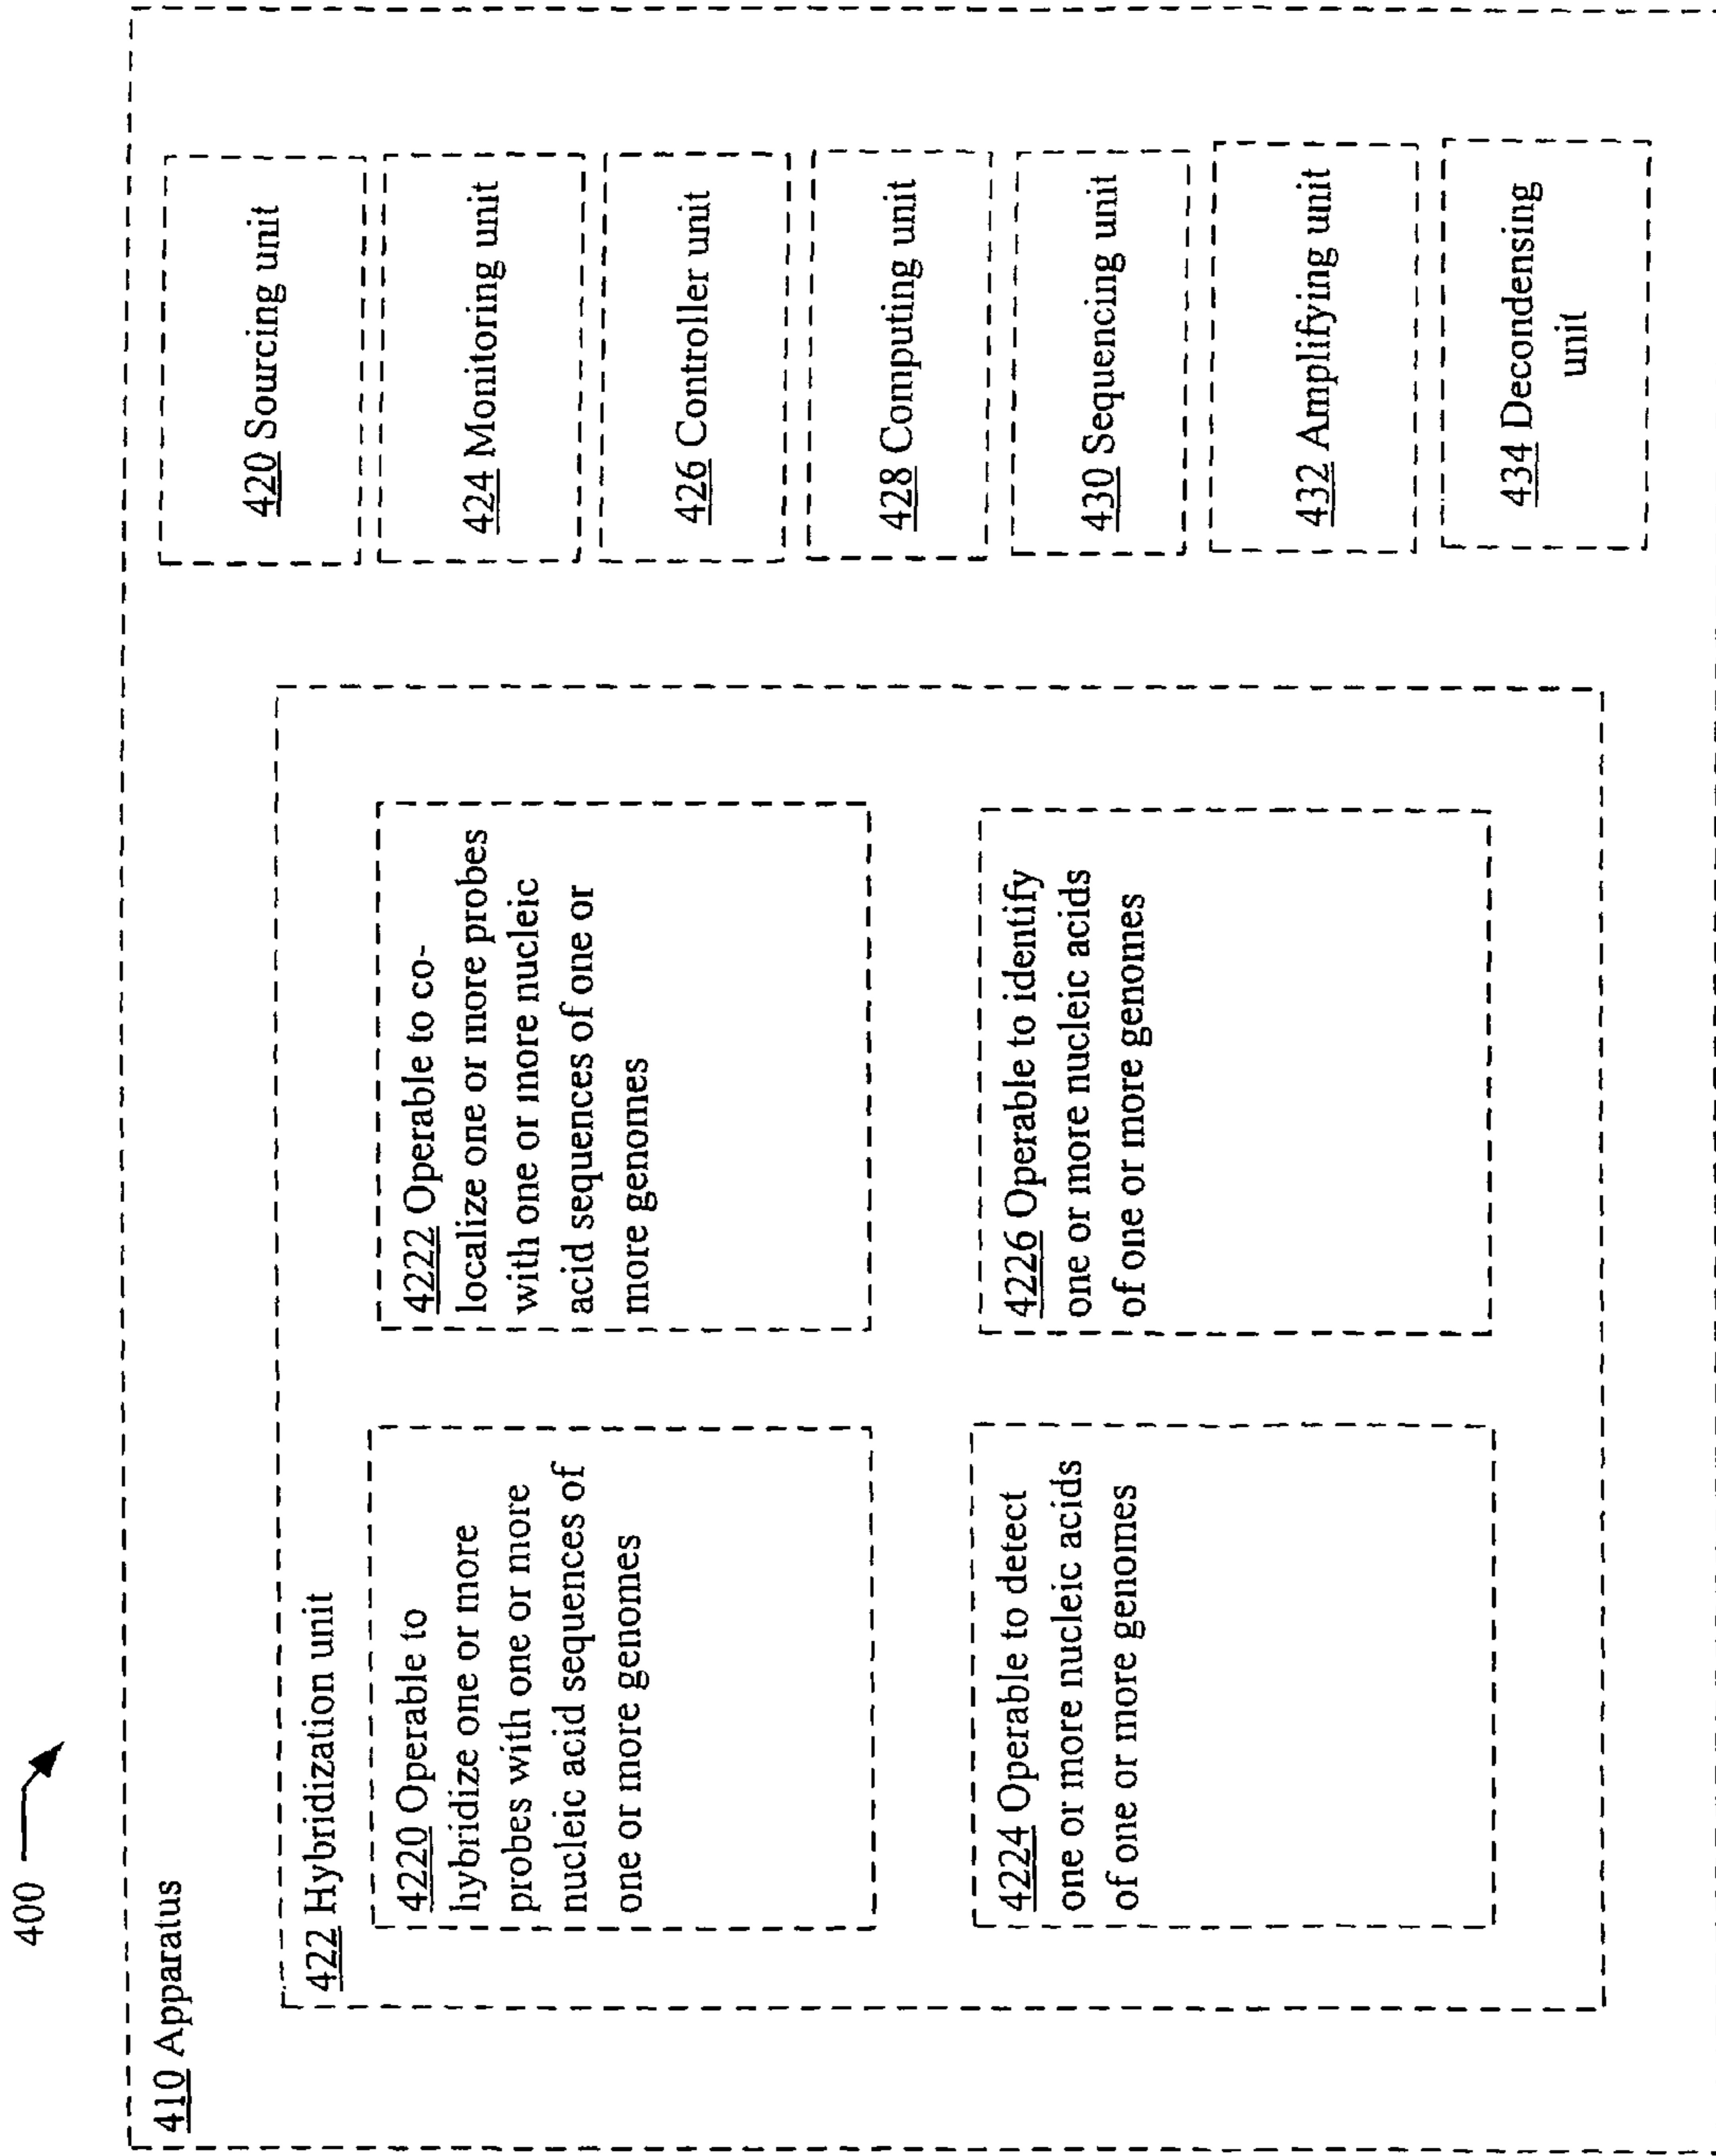 400
410 Apparatus
422 Hybridization unit
4220 Operable to
hybridize one or more
probes with one or more
nucleic acid sequences of
one or more genomes
4222 Operable to co-
localize one or more probes
with one or more nucleic
acid sequences of one or
more genomes
4224 Operable to detect
one or more nucleic acids
of one or more genomes
4226 Operable to identify
one or more nucleic acids
of one or more genomes
420 Sourcing unit
424 Monitoring unit
426 Controller unit
428 Computing unit
430 Sequencing unit
432 Amplifying unit
434 Decondensing
unit